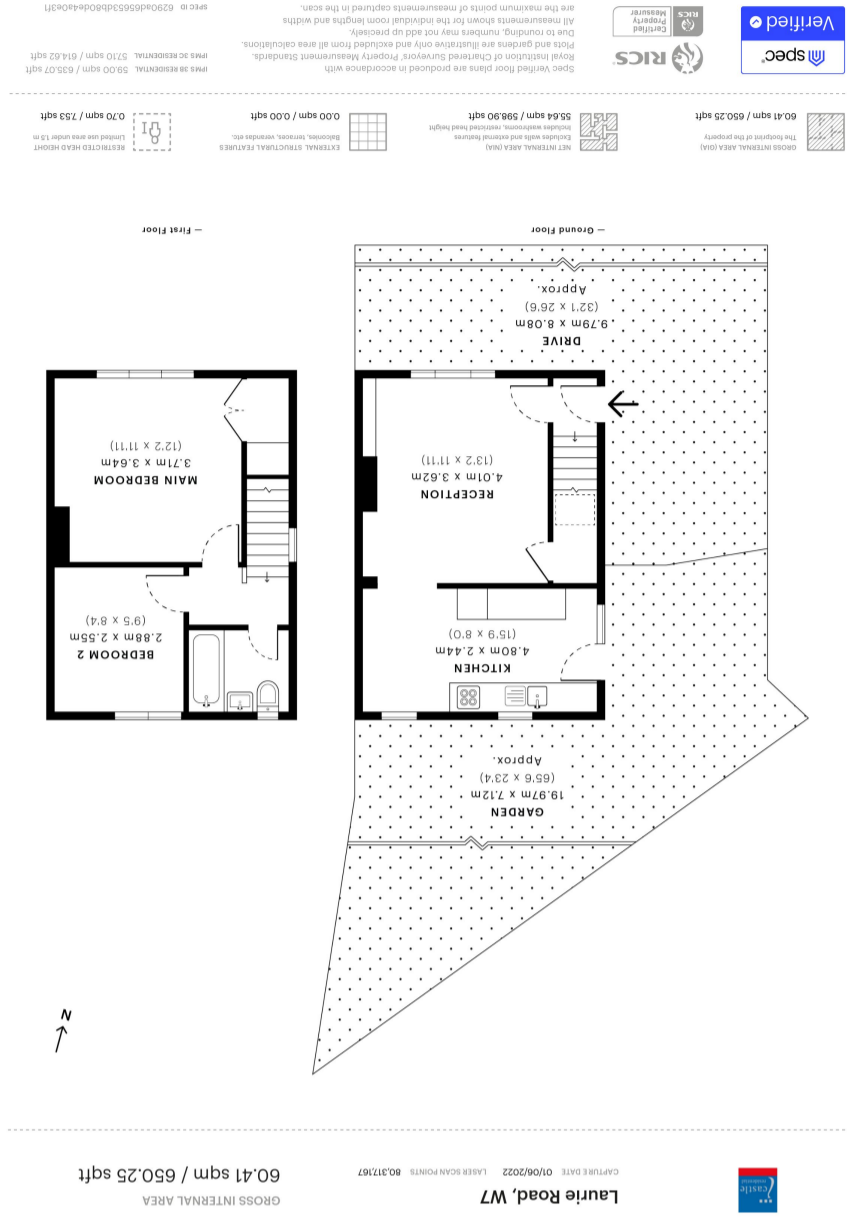 castle
residential
Laurie Road, W7
CAPTURE DATE 01/06/2022 LASER SCAN POINTS 80,317,167
GROSS INTERNAL AREA
60.41 sqm / 650.25 sqft
N
GARDEN
19.97m x 7.12m
(65'6 x 23'4)
Approx.
KITCHEN
4.80m x 2.44m
(15'9 x 8'0)
RECEPTION
4.01m x 3.62m
(13'2 x 11'11)
DRIVE
9.79m x 8.08m
(32'1 x 26'6)
Approx.
— Ground Floor
BEDROOM 2
2.88m x 2.55m
(9'5 x 8'4)
MAIN BEDROOM
3.71m x 3.64m
(12'2 x 11'11)
— First Floor
GROSS INTERNAL AREA (GIA)
The footprint of the property
60.41 sqm / 650.25 sqft
NET INTERNAL AREA (NIA)
Excludes walls and external features
Includes washrooms, restricted head height
55.64 sqm / 598.90 sqft
EXTERNAL STRUCTURAL FEATURES
Balconies, terraces, verandas etc.
0.00 sqm / 0.00 sqft
RESTRICTED HEAD HEIGHT
Limited use area under 1.5 m
0.70 sqm / 7.53 sqft
spec
Verified
RICS
RICS
Certified
Property
Measurer
Spec Verified floor plans are produced in accordance with
Royal Institution of Chartered Surveyors' Property Measurement Standards.
Plots and gardens are illustrative only and excluded from all area calculations.
Due to rounding, numbers may not add up precisely.
All measurements shown for the individual room lengths and widths
are the maximum points of measurements captured in the scan.
IPMS 3B RESIDENTIAL 59.00 sqm / 635.07 sqft
IPMS 3C RESIDENTIAL 57.10 sqm / 614.62 sqft
SPEC ID 6290ad65653db80de4a0e3f1